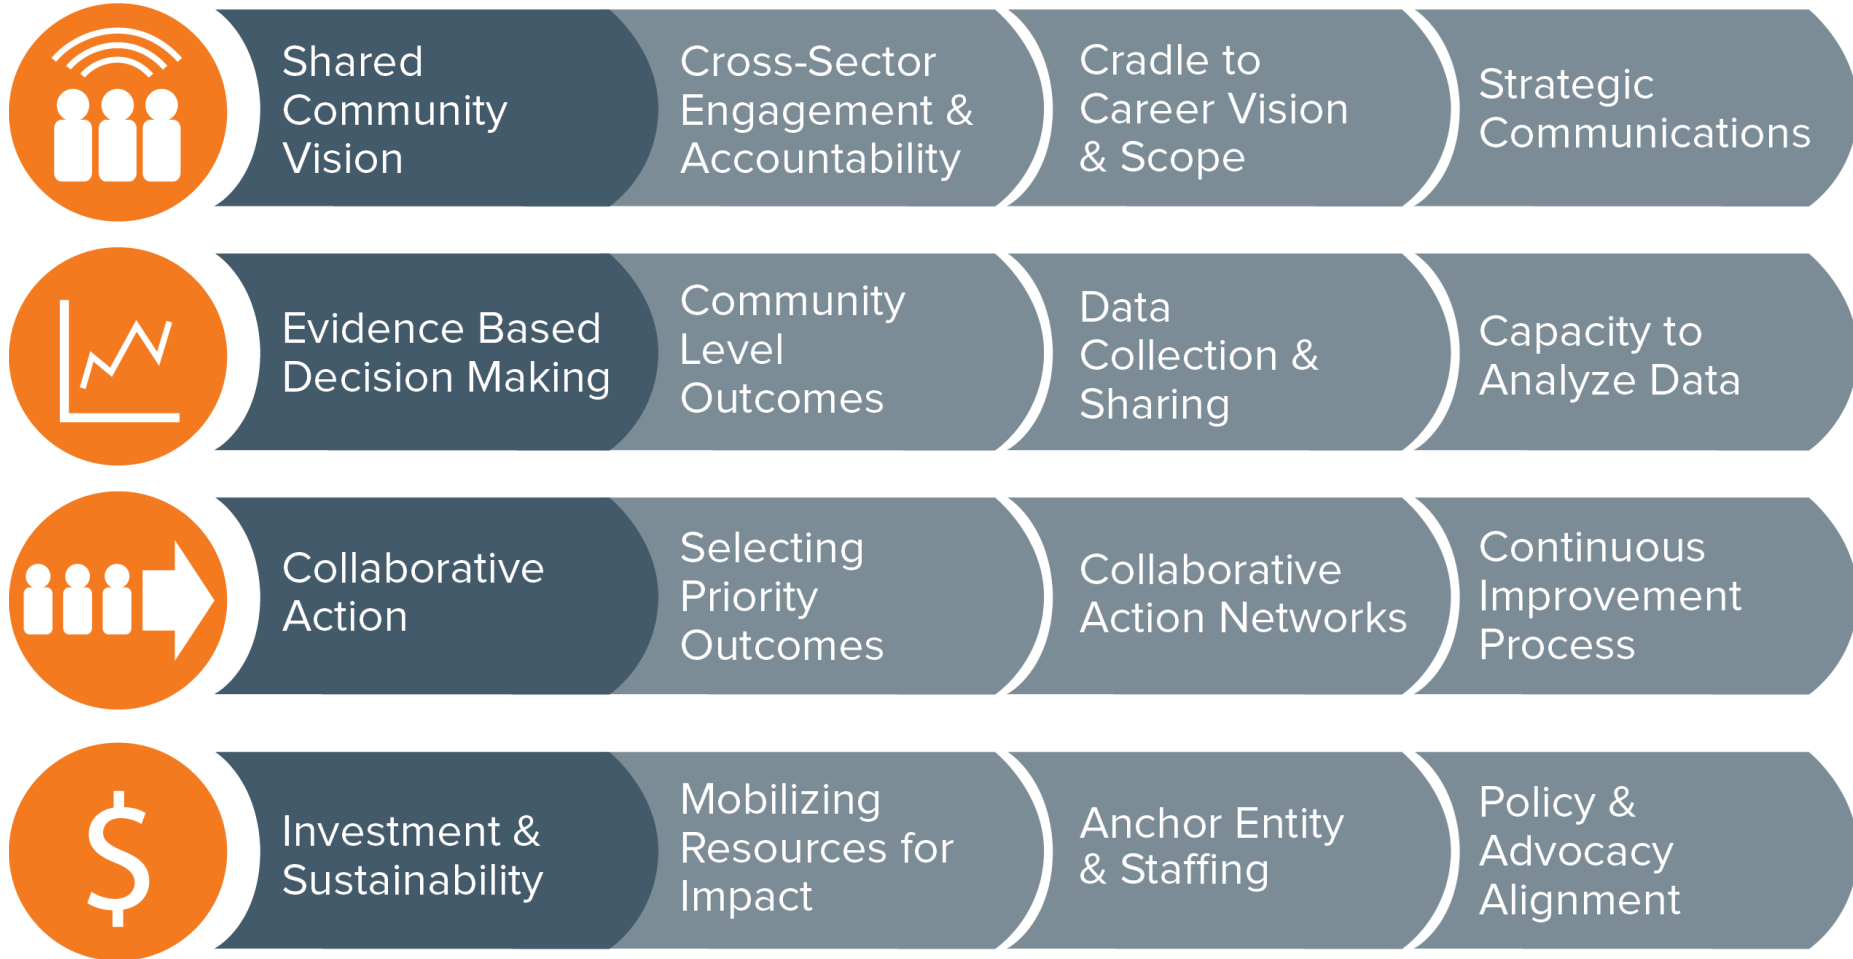 Shared
Community
Vision
Cross-Sector
Engagement &
Accountability
Cradle to
Career Vision
& Scope
Strategic
Communications
Evidence Based
Decision Making
Community
Level
Outcomes
Data
Collection &
Sharing
Capacity to
Analyze Data
Collaborative
Action
Selecting
Priority
Outcomes
Collaborative
Action Networks
Continuous
Improvement
Process
$
Investment &
Sustainability
Mobilizing
Resources for
Impact
Anchor Entity
& Staffing
Policy &
Advocacy
Alignment